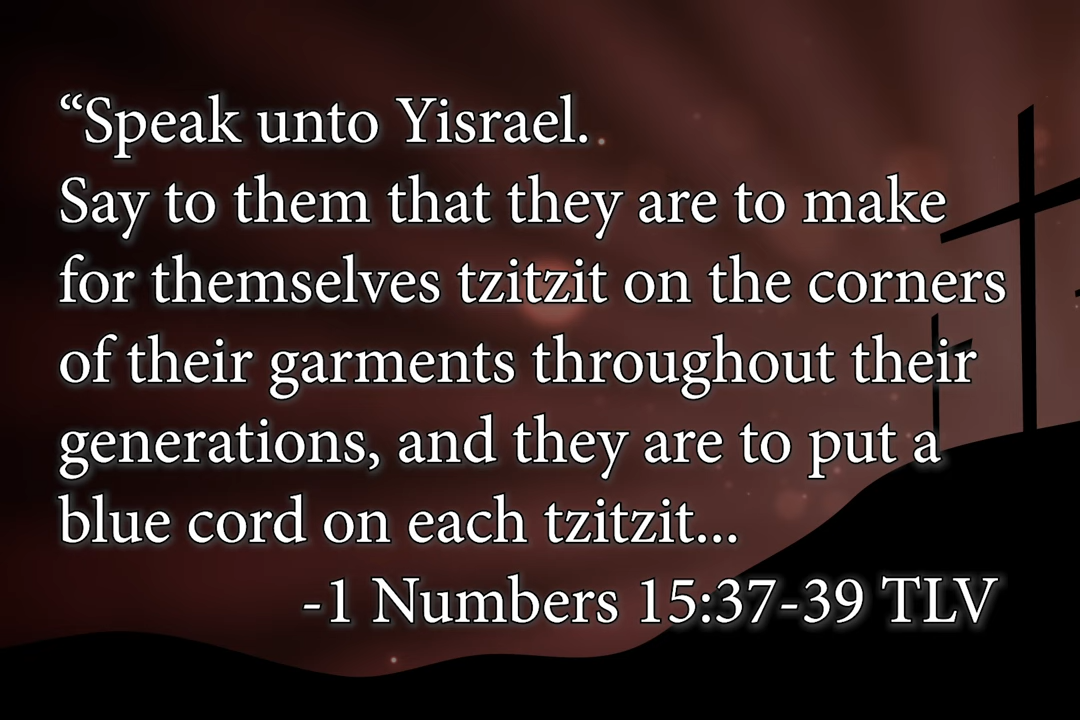 “Speak unto Yisrael.
Say to them that they are to make
for themselves tzitzit on the corners
of their garments throughout their
generations, and they are to put a
blue cord on each tzitzit...
-1 Numbers 15:37-39 TLV